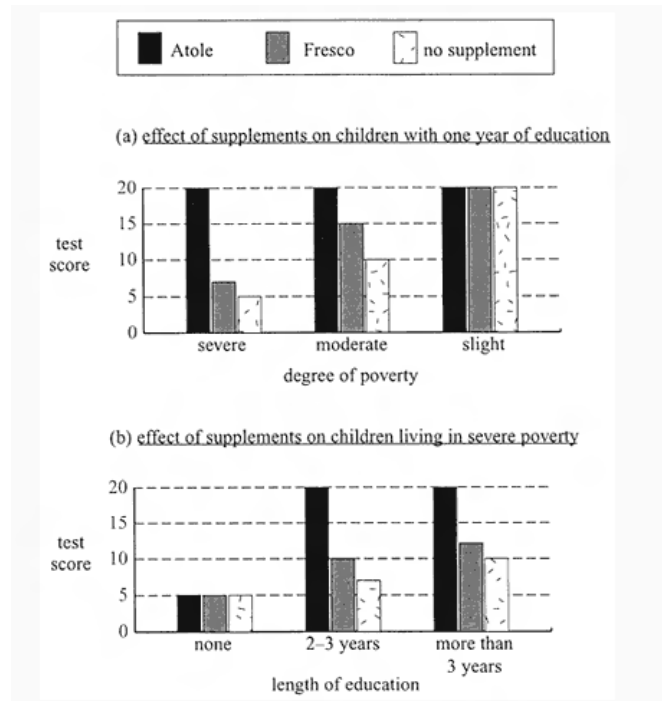 Atole Fresco no supplement
(a) effect of supplements on children with one year of education
20
15
test
score
10
5
0
severe moderate slight
degree of poverty
(b) effect of supplements on children living in severe poverty
20
15
test
score
10
5
0
none 2–3 years more than
3 years
length of education